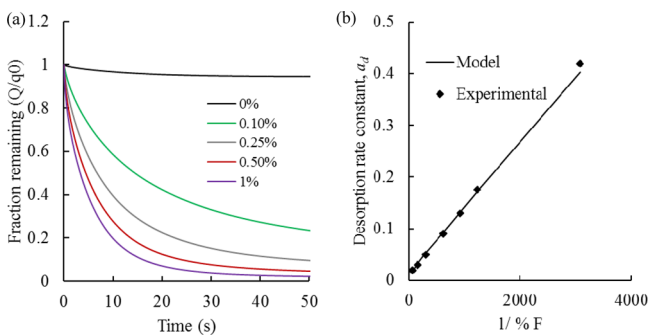 (a)
1.2
1
0.8
0.6
0.4
0.2
0
Fraction remaining (Q/q0)
0%
0.10%
0.25%
0.50%
1%
0 10 20 30 40 50
Time (s)
(b)
0.5
0.4
0.3
0.2
0.1
0
Desorption rate constant, a_d
Model
Experimental
0 2000 4000
1/ % F